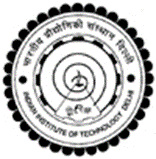 भारतीय प्रौद्योगिकी संस्थान दिल्ली
INDIAN INSTITUTE OF TECHNOLOGY DELHI